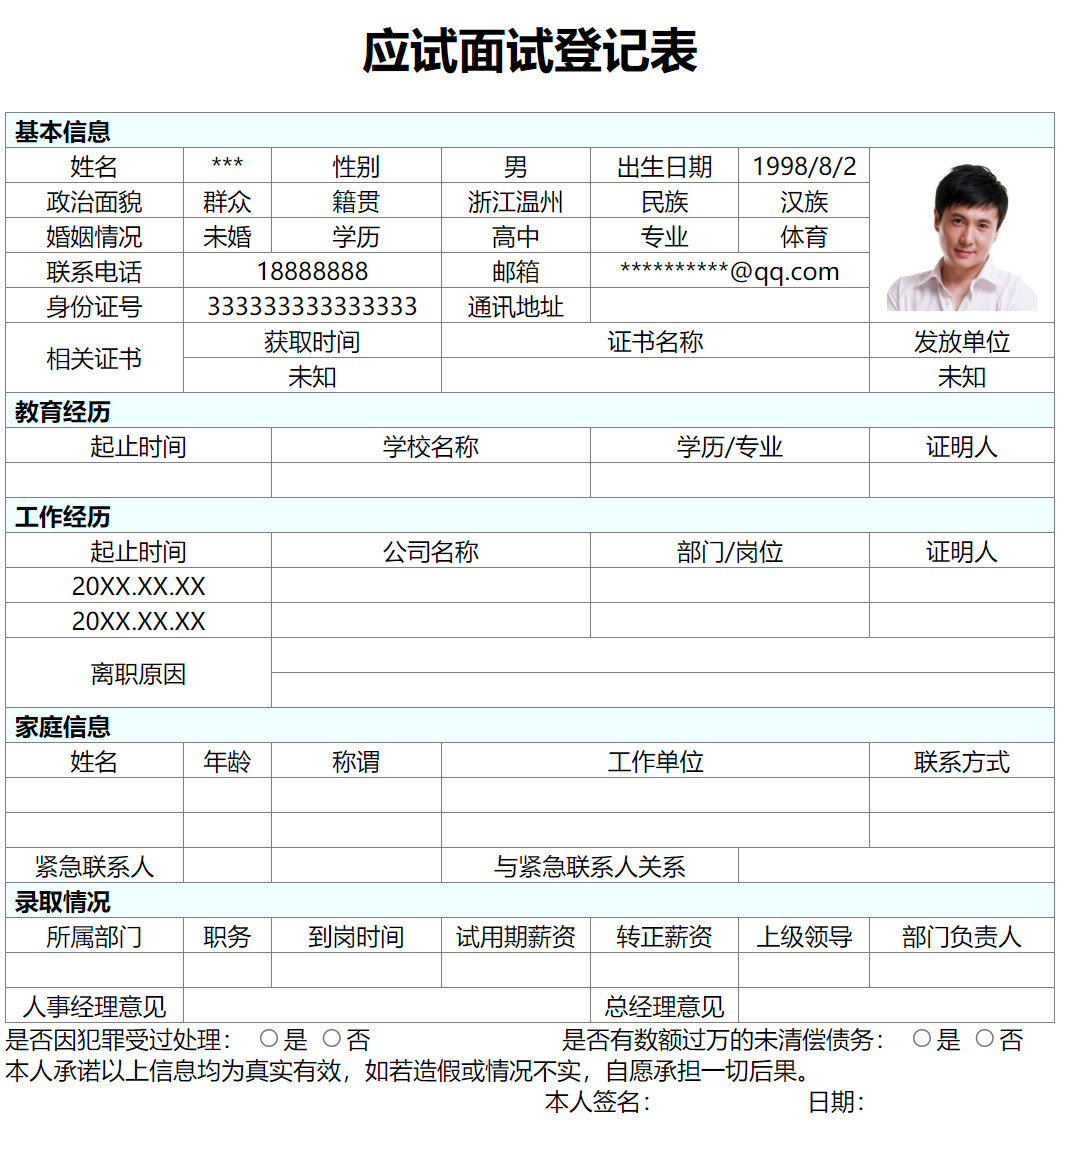 应试面试登记表
基本信息
姓名 *** 性别 男 出生日期 1998/8/2
政治面貌 群众 籍贯 浙江温州 民族 汉族
婚姻情况 未婚 学历 高中 专业 体育
联系电话 18888888 邮箱 **********@qq.com
身份证号 333333333333333 通讯地址
相关证书 获取时间 证书名称 发放单位
未知 未知
教育经历
起止时间 学校名称 学历/专业 证明人
工作经历
起止时间 公司名称 部门/岗位 证明人
20XX.XX.XX
20XX.XX.XX
离职原因
家庭信息
姓名 年龄 称谓 工作单位 联系方式
紧急联系人 与紧急联系人关系
录取情况
所属部门 职务 到岗时间 试用期薪资 转正薪资 上级领导 部门负责人
人事经理意见 总经理意见
是否因犯罪受过处理： 是 否 是否有数额过万的未清偿债务： 是 否
本人承诺以上信息均为真实有效，如若造假或情况不实，自愿承担一切后果。
本人签名： 日期：